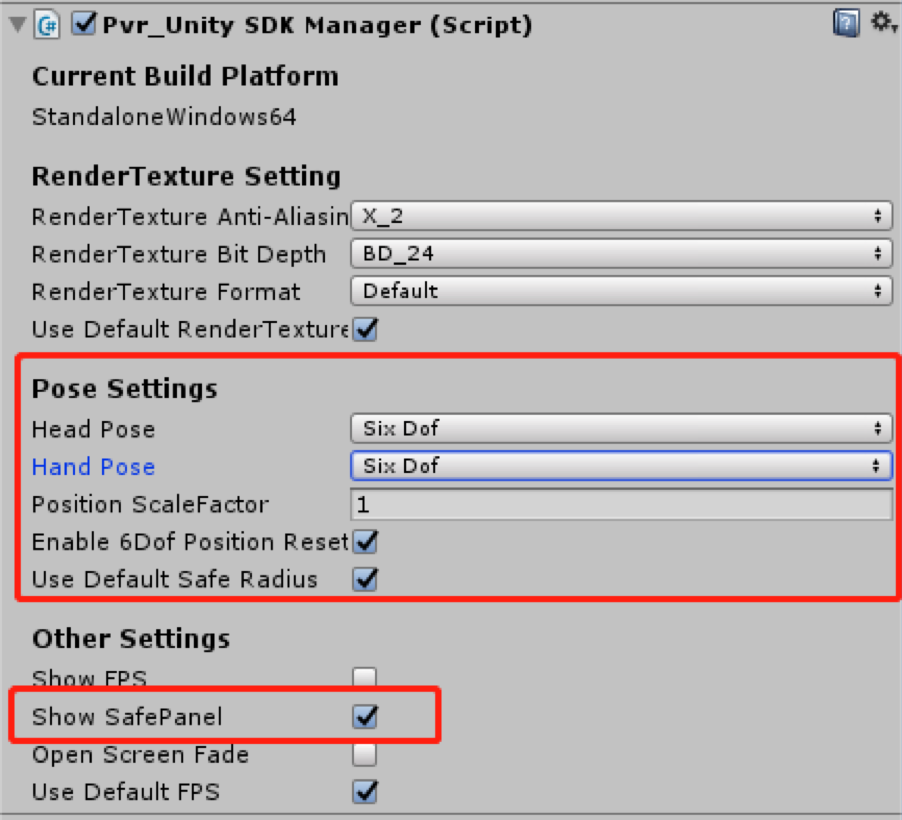 Pvr_Unity SDK Manager (Script)
Current Build Platform
StandaloneWindows64
RenderTexture Setting
RenderTexture Anti-Aliasin X_2
RenderTexture Bit Depth BD_24
RenderTexture Format Default
Use Default RenderTexture
Pose Settings
Head Pose Six Dof
Hand Pose Six Dof
Position ScaleFactor 1
Enable 6Dof Position Reset
Use Default Safe Radius
Other Settings
Show FPS
Show SafePanel
Open Screen Fade
Use Default FPS